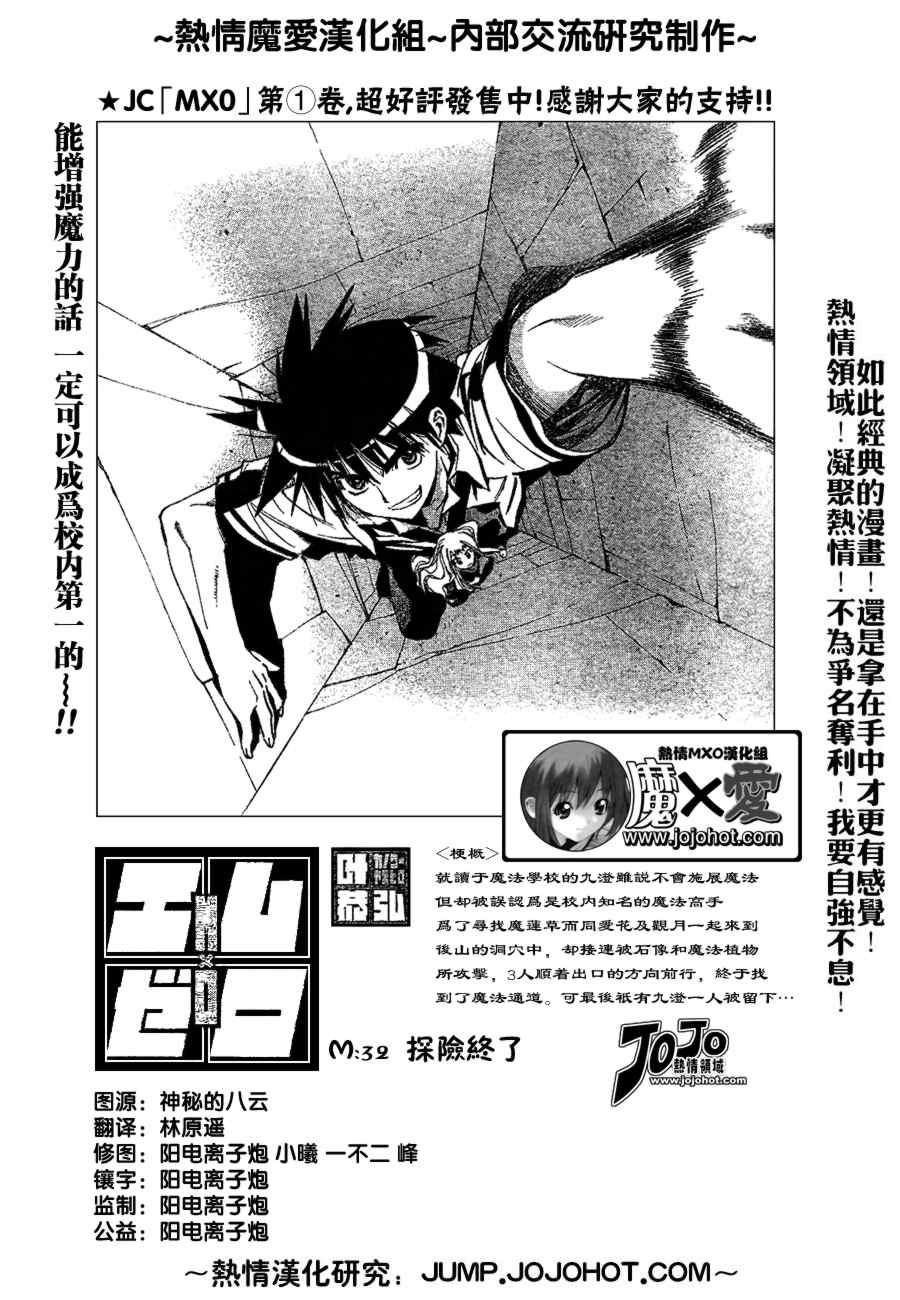 ~熱情魔愛漢化組~內部交流研究制作~
★JC「MX0」第①卷,超好評發售中!感謝大家的支持!!
能增强魔力的話 一定可以成爲校内第一的~!!
如此經典的漫畫！還是拿在手中才更有感覺！
熱情領域！凝聚熱情！不為爭名奪利！我要自強不息！
熱情MX0漢化組
魔×愛
www.jojohot.com
エム
×
ゼロ
叶恭弘
<梗概>
就讀于魔法學校的九澄雖說不會施展魔法
但却被誤認爲是校内知名的魔法高手
爲了尋找魔蓮草而同愛花及觀月一起來到
後山的洞穴中，却接連被石像和魔法植物
所攻擊，3人順着出口的方向前行，終于找
到了魔法通道。可最後衹有九澄一人被留下…
M:32 探險終了
JOJO
熱情領域
www.jojohot.com
图源：神秘的八云
翻译：林原遥
修图：阳电离子炮 小曦 一不二 峰
镶字：阳电离子炮
监制：阳电离子炮
公益：阳电离子炮
～熱情漢化研究：JUMP.JOJOHOT.COM～